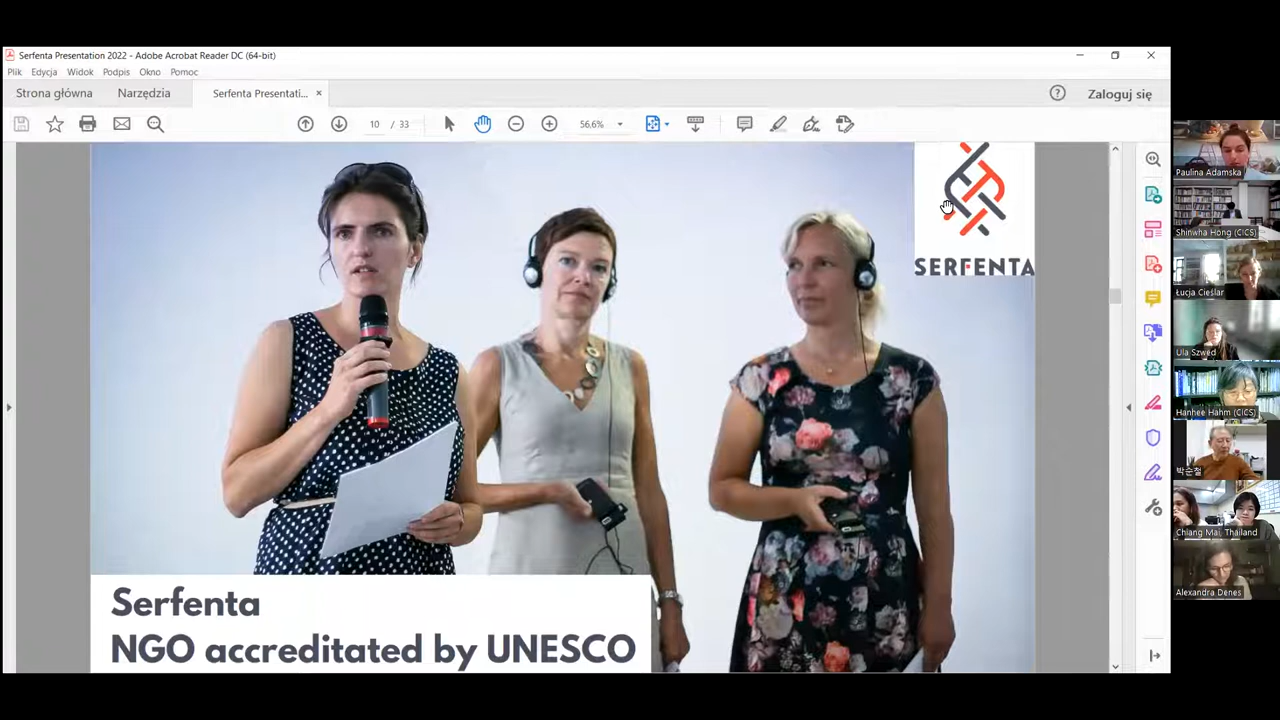 Serfenta Presentation 2022 - Adobe Acrobat Reader DC (64-bit)
Plik Edycja Widok Podpis Okno Pomoc
Strona główna Narzędzia Serfenta Presentati... × Zaloguj się
10 / 33 56,6%
SERFENTA
Serfenta
NGO accreditated by UNESCO
Paulina Adamska
Shinwha Hong (CICS)
Łucja Cieślar
Ula Szwed
Hanhee Hahm (CICS)
박순철
Chiang Mai, Thailand
Alexandra Denes